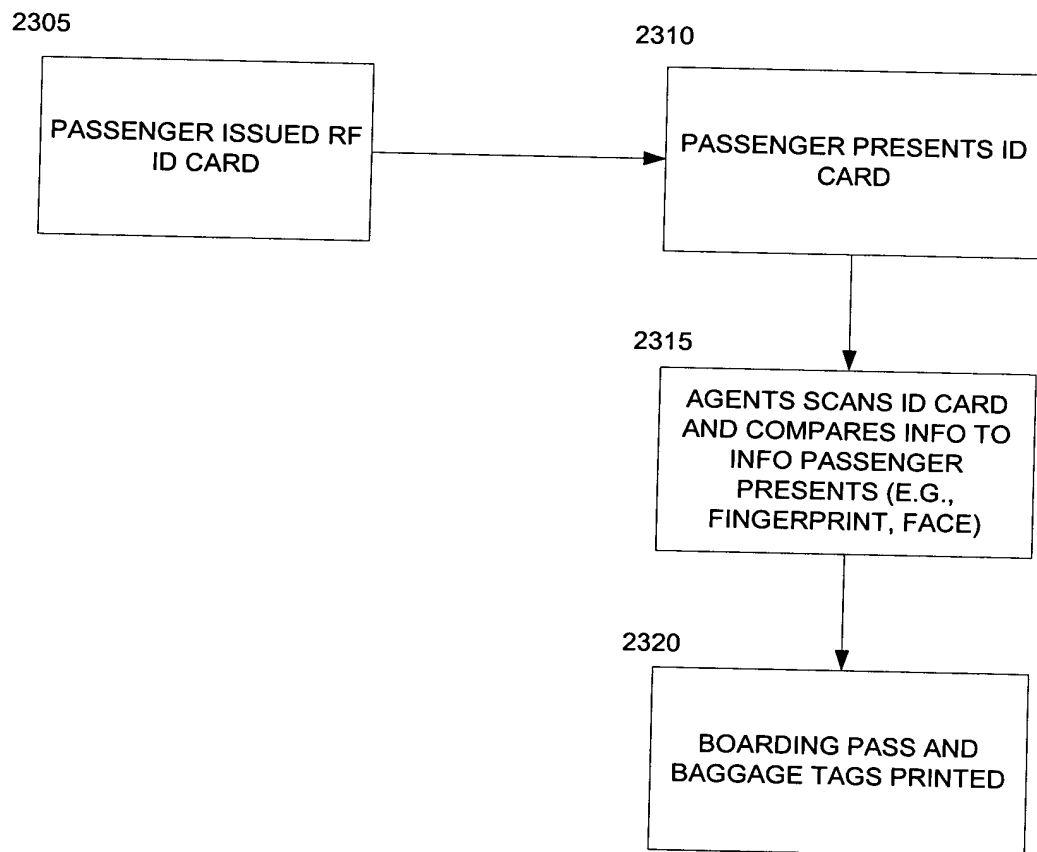 2305
PASSENGER ISSUED RF
ID CARD
2310
PASSENGER PRESENTS ID
CARD
2315
AGENTS SCANS ID CARD
AND COMPARES INFO TO
INFO PASSENGER
PRESENTS (E.G.,
FINGERPRINT, FACE)
2320
BOARDING PASS AND
BAGGAGE TAGS PRINTED